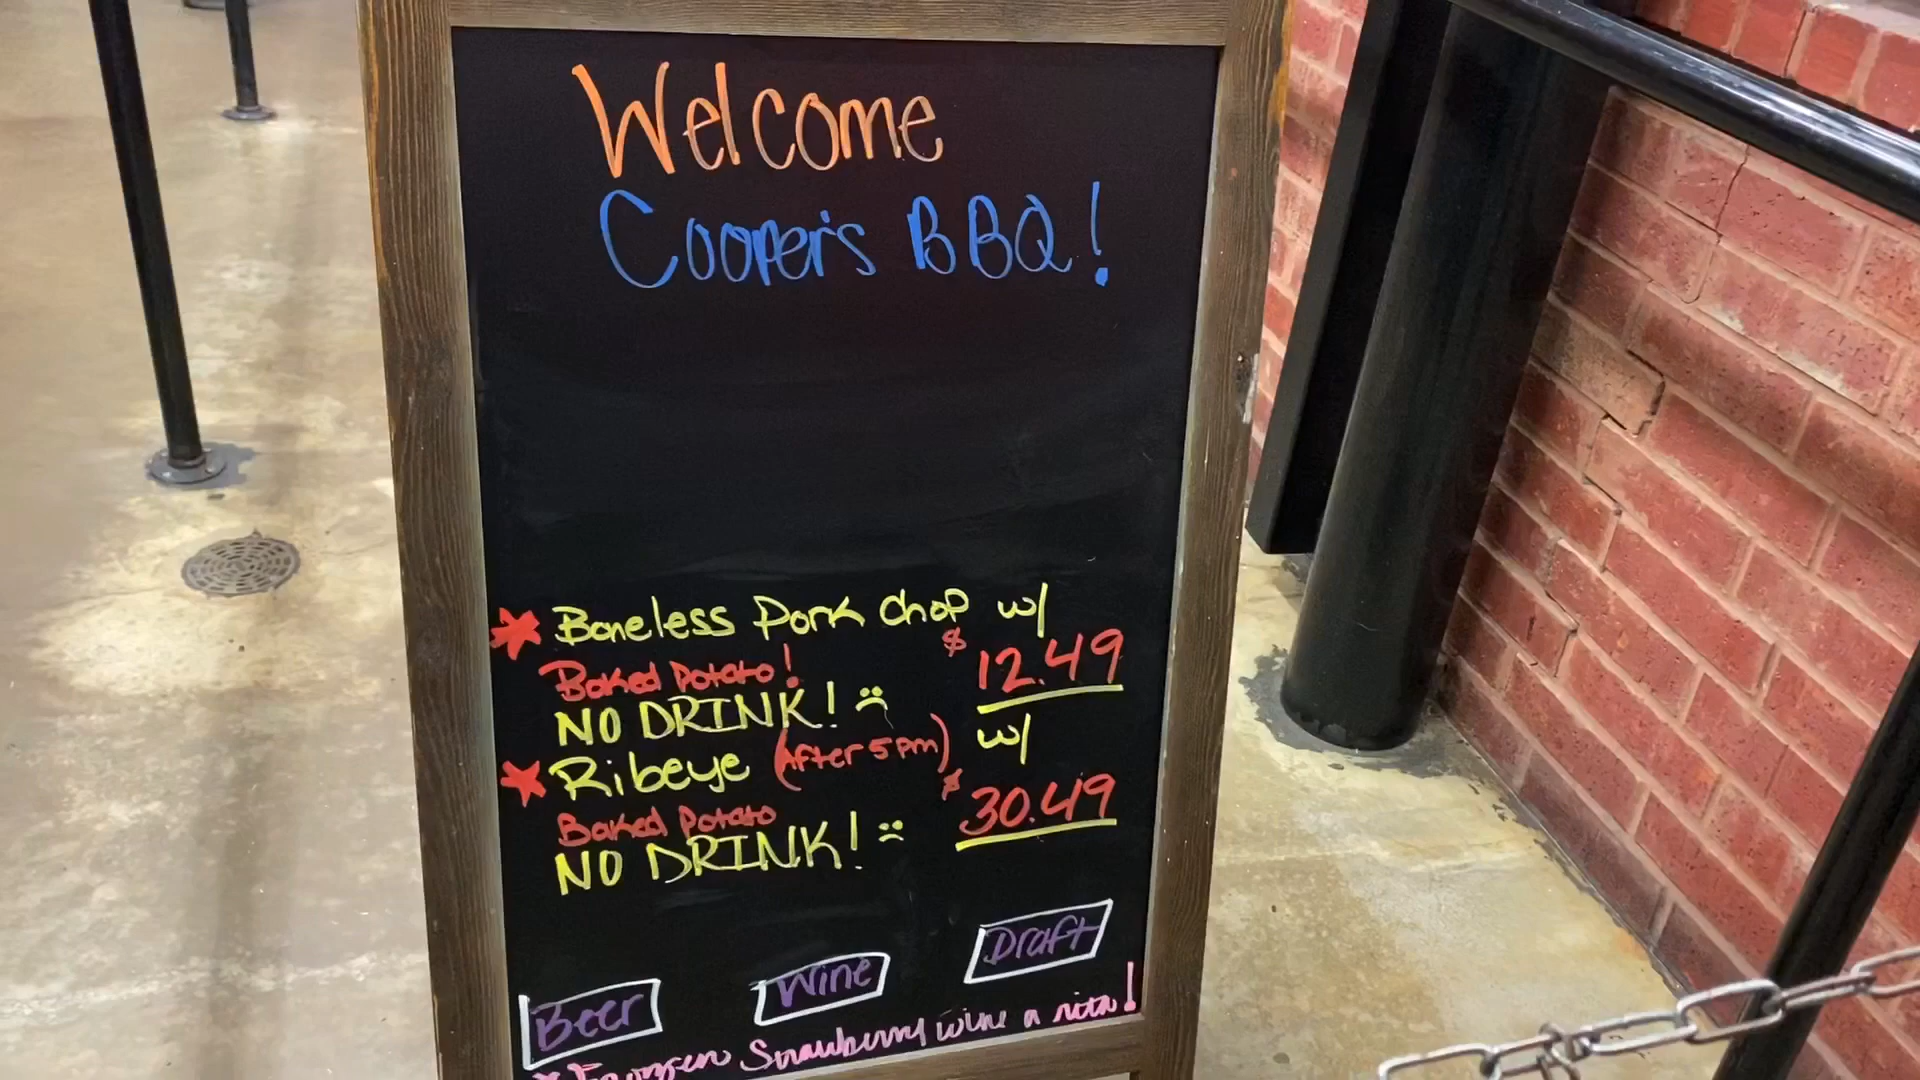 Welcome
Cooper's BBQ!
Boneless Pork Chop w/
Baked Potato! $12.49
NO DRINK! :(
Ribeye (After 5pm) w/
Baked Potato $30.49
NO DRINK! :(
Beer Wine Draft
* Frozen Strawberry wine a rita!